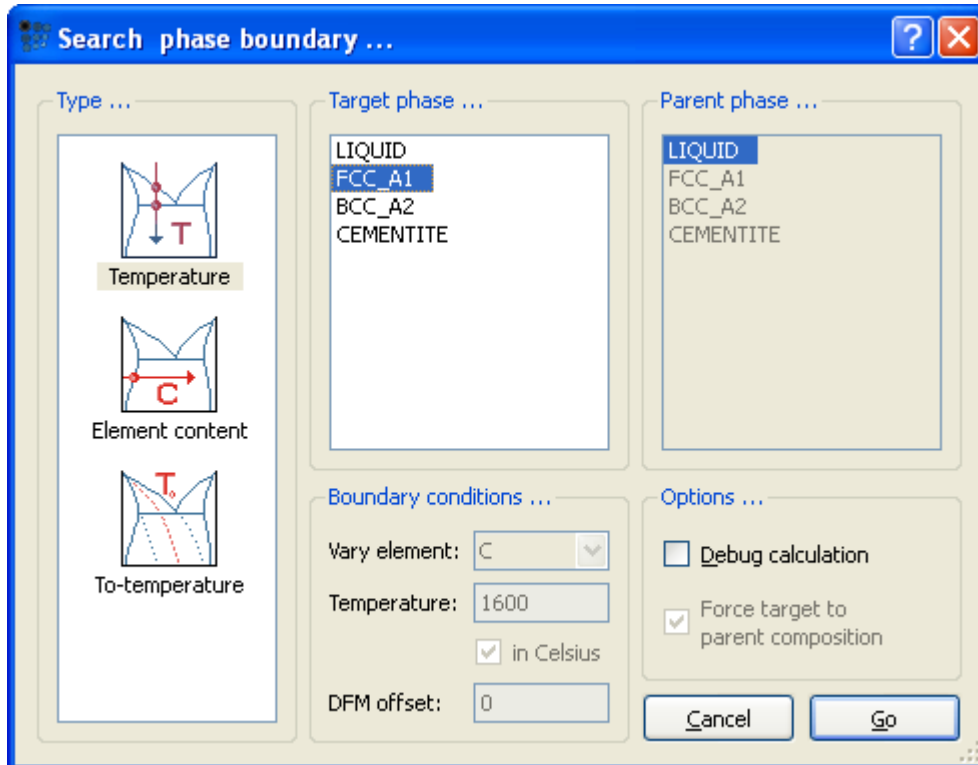 Search phase boundary ...
Type ...
T
Temperature
C
Element content
To
To-temperature
Target phase ...
LIQUID
FCC_A1
BCC_A2
CEMENTITE
Parent phase ...
LIQUID
FCC_A1
BCC_A2
CEMENTITE
Boundary conditions ...
Vary element: C
Temperature: 1600
in Celsius
DFM offset: 0
Options ...
Debug calculation
Force target to
parent composition
Cancel
Go